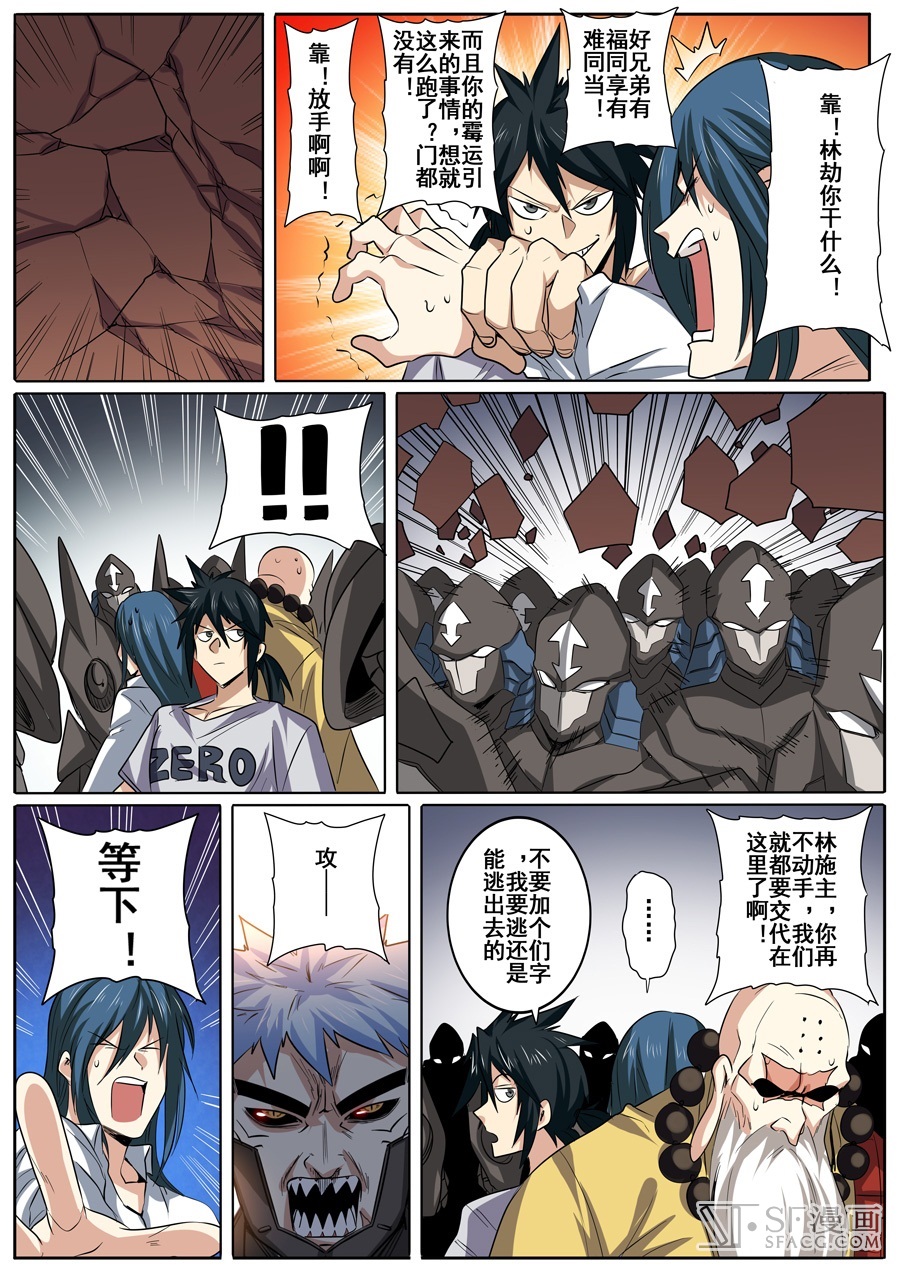 靠！林劫你干什么！
好兄弟有
福同享有
难同当！
而且你的霉运引
来的事情，想就
这么跑了？门都
没有！
靠！放手啊啊！
！！
ZERO
林施主，你再
不动手，我们
就都要交代在
这里了啊！
……
不要加个们字
，我要逃还是
能逃出去的
攻—
等下！
SF漫画
SFACG.COM